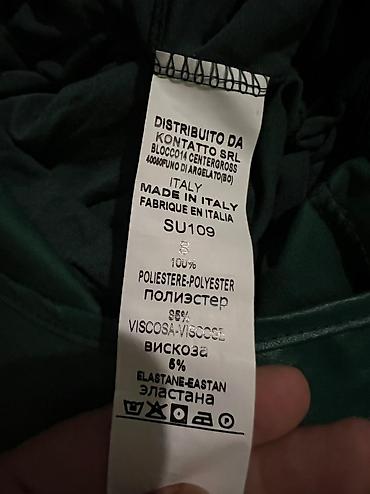 DISTRIBUITO DA
KONTATTO SRL
BLOCCO14 CENTERGROSS
40050FUNO DI ARGELATO(BO)
ITALY
MADE IN ITALY
FABRIQUE EN ITALIA
SU109
100%
POLIESTERE-POLYESTER
полиэстер
95%
VISCOSA-VISCOSE
вискоза
5%
ELASTANE-EASTAN
эластана